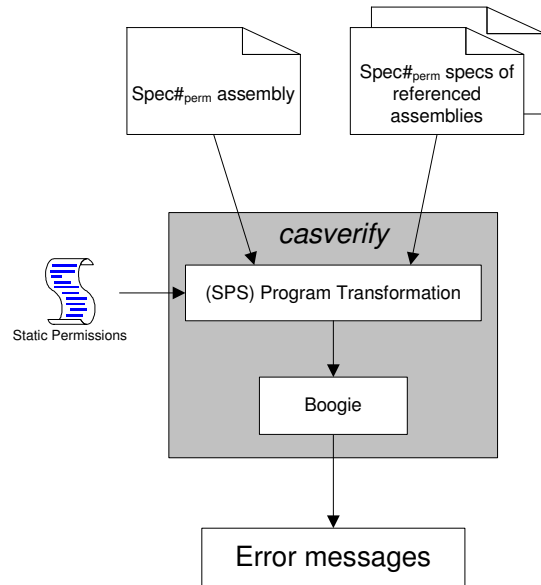 Spec#perm assembly
Spec#perm specs of
referenced
assemblies
casverify
(SPS) Program Transformation
Static Permissions
Boogie
Error messages